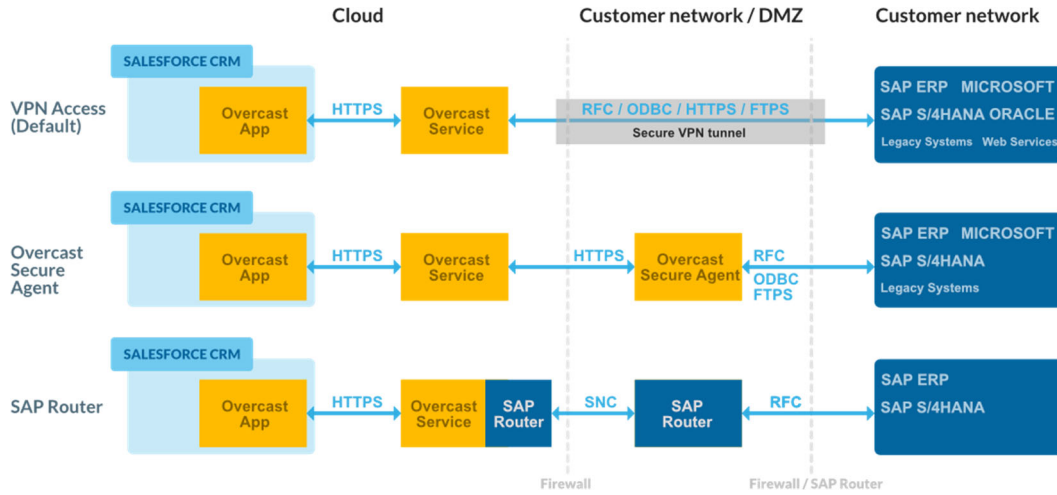 Cloud
Customer network / DMZ
Customer network
VPN Access
(Default)
SALESFORCE CRM
Overcast
App
HTTPS
Overcast
Service
RFC / ODBC / HTTPS / FTPS
Secure VPN tunnel
SAP ERP MICROSOFT
SAP S/4HANA ORACLE
Legacy Systems Web Services
Overcast
Secure
Agent
SALESFORCE CRM
Overcast
App
HTTPS
Overcast
Service
HTTPS
Overcast
Secure Agent
RFC
ODBC
FTPS
SAP ERP MICROSOFT
SAP S/4HANA
Legacy Systems
SAP Router
SALESFORCE CRM
Overcast
App
HTTPS
Overcast
Service
SAP
Router
SNC
SAP
Router
RFC
SAP ERP
SAP S/4HANA
Firewall
Firewall / SAP Router